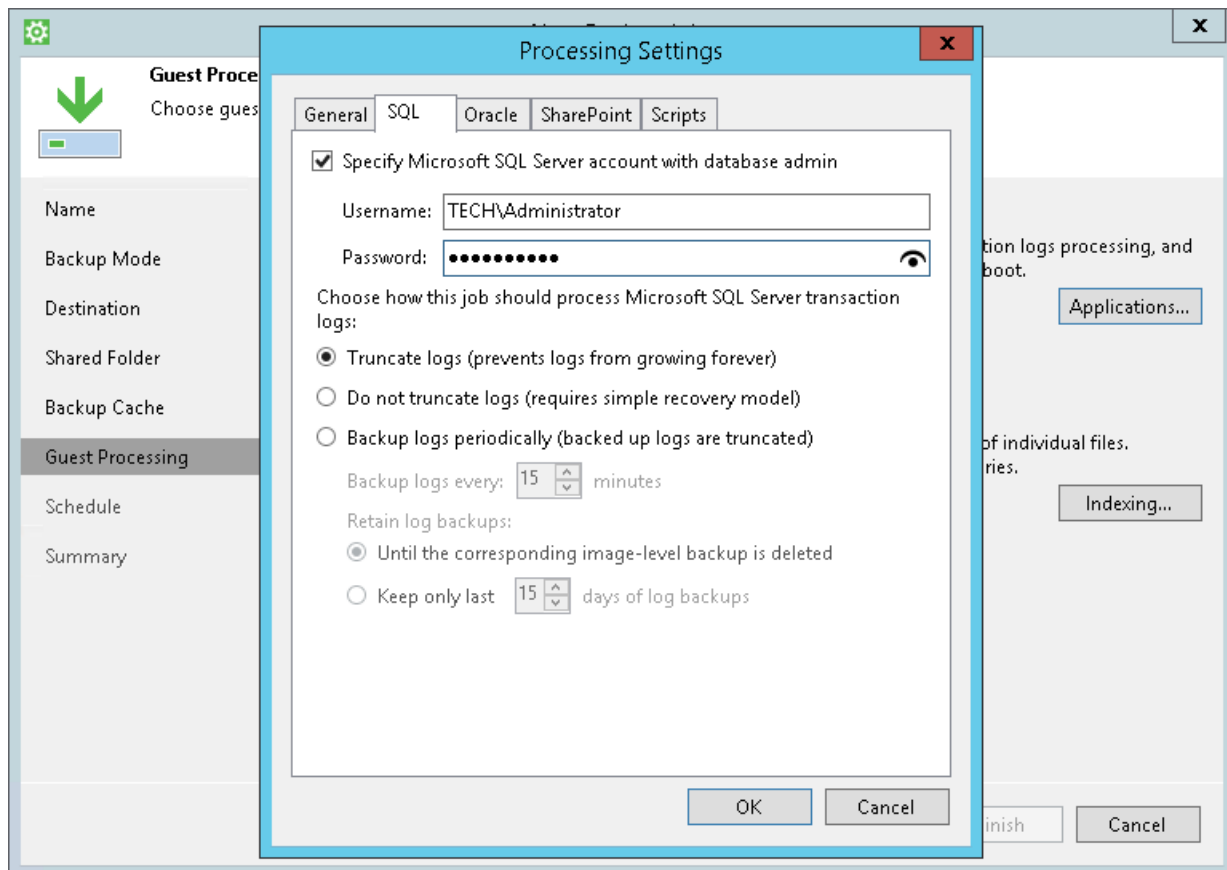 X
Processing Settings
x
Guest Proce
Choose gues
General
SQL
Oracle
SharePoint
Scripts
Specify Microsoft SQL Server account with database admin
Name
Username: TECH\Administrator
Backup Mode
Password: ●●●●●●●●●●
tion logs processing, and
boot.
Destination
Choose how this job should process Microsoft SQL Server transaction
logs:
Applications...
Shared Folder
Truncate logs (prevents logs from growing forever)
Do not truncate logs (requires simple recovery model)
Backup Cache
Backup logs periodically (backed up logs are truncated)
of individual files.
ries.
Guest Processing
Backup logs every: 15 minutes
Indexing...
Schedule
Retain log backups:
Until the corresponding image-level backup is deleted
Summary
Keep only last 15 days of log backups
OK
Cancel
inish
Cancel